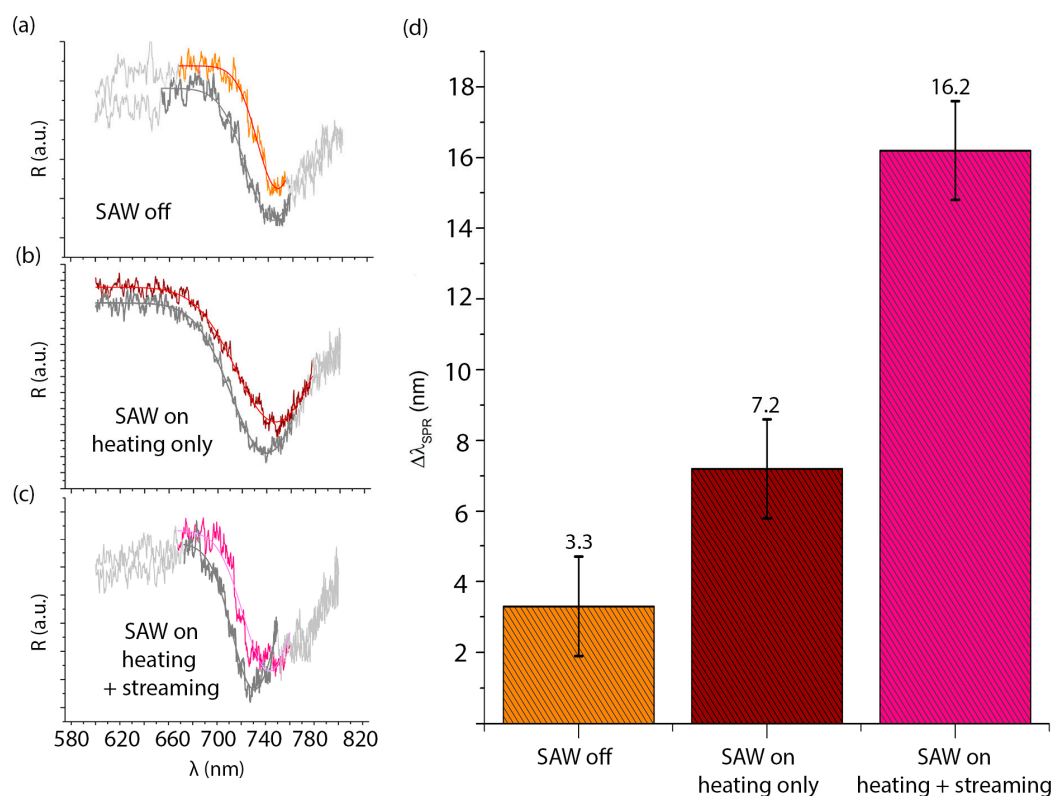 (a)
R (a.u.)
SAW off
(b)
R (a.u.)
SAW on
heating only
(c)
R (a.u.)
SAW on
heating
+ streaming
580 620 660 700 740 780 820
λ (nm)
(d)
18
16
14
12
10
8
6
4
2
ΔλSPR (nm)
3.3
7.2
16.2
SAW off
SAW on
heating only
SAW on
heating + streaming